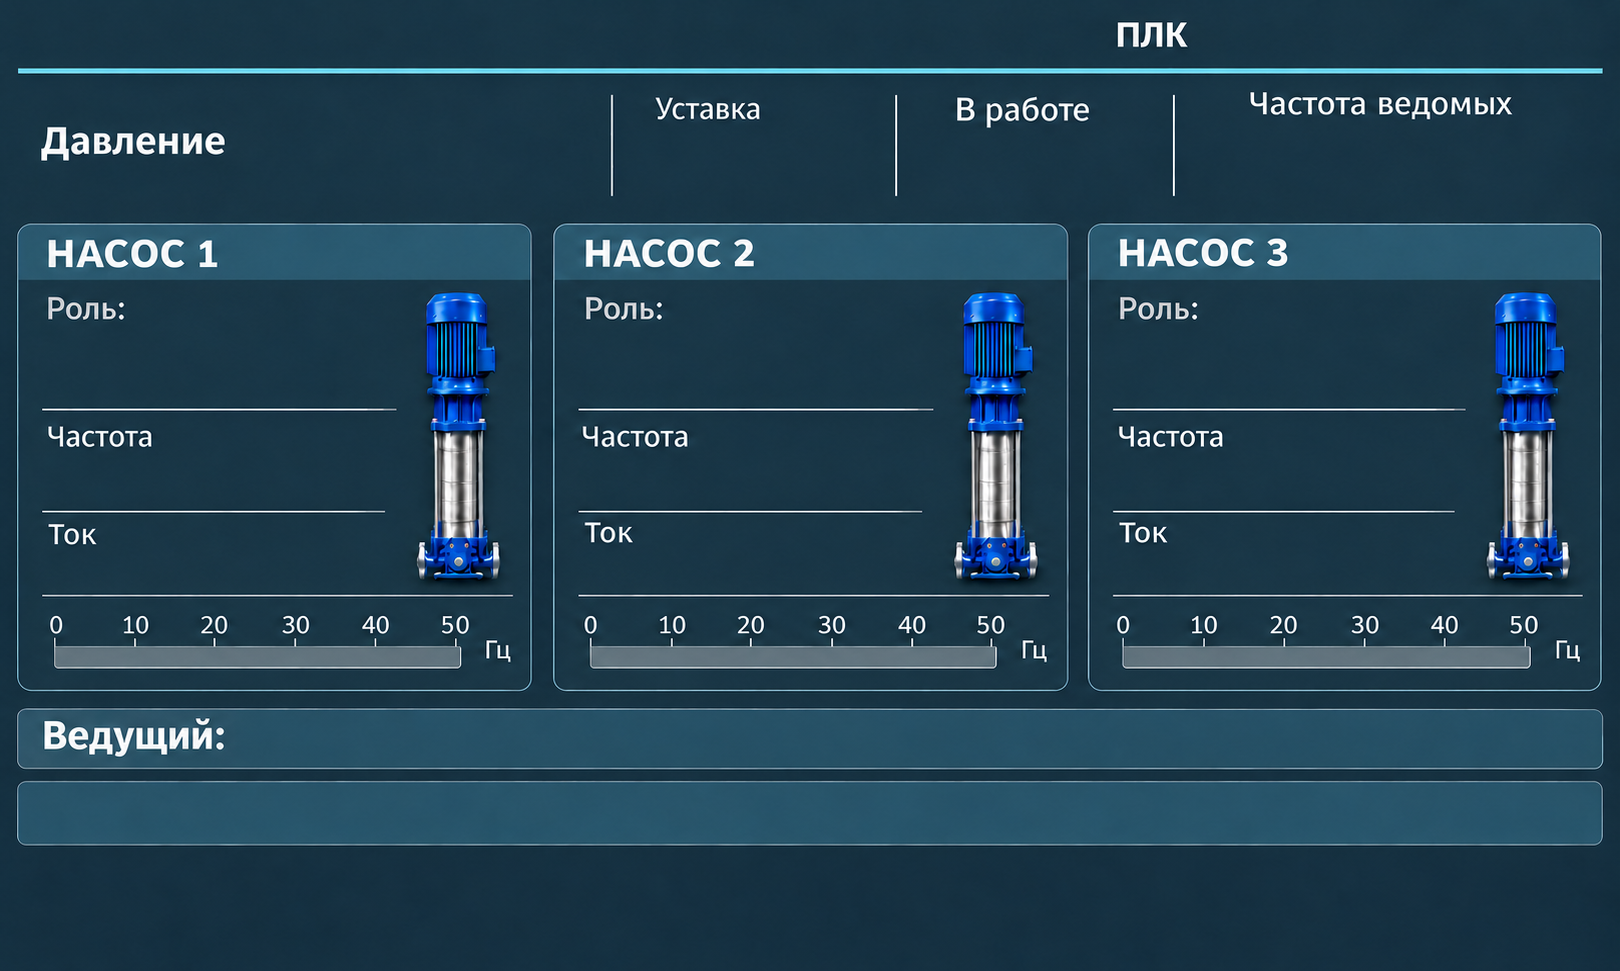 ПЛК
Давление
Уставка
В работе
Частота ведомых
НАСОС 1
Роль:
Частота
Ток
0 10 20 30 40 50
Гц
НАСОС 2
Роль:
Частота
Ток
0 10 20 30 40 50
Гц
НАСОС 3
Роль:
Частота
Ток
0 10 20 30 40 50
Гц
Ведущий: